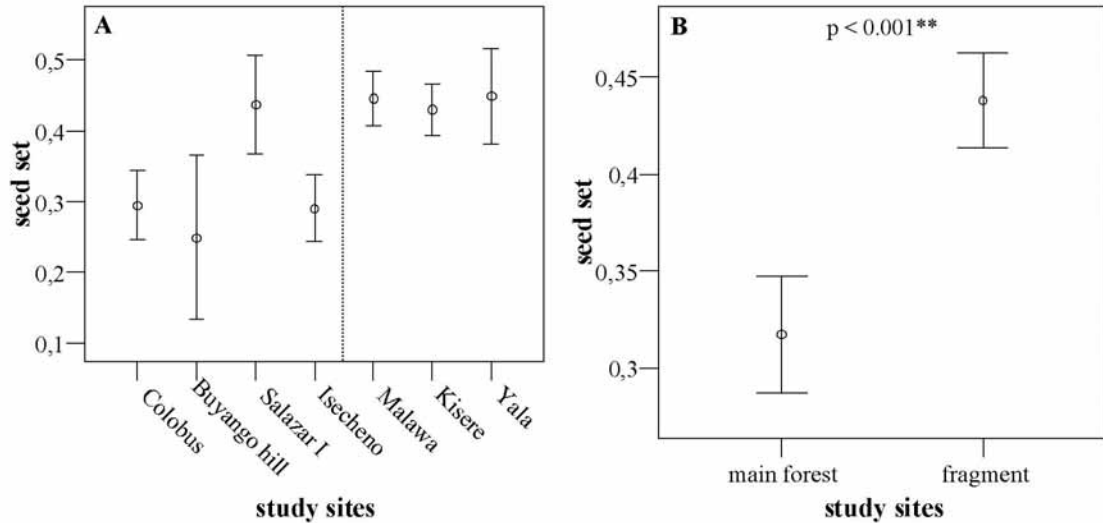 A
seed set
0,5
0,4
0,3
0,2
0,1
Colobus
Buyango hill
Salazar I
Isecheno
Malawa
Kisere
Yala
study sites
B
p < 0.001**
seed set
0,45
0,4
0,35
0,3
main forest
fragment
study sites